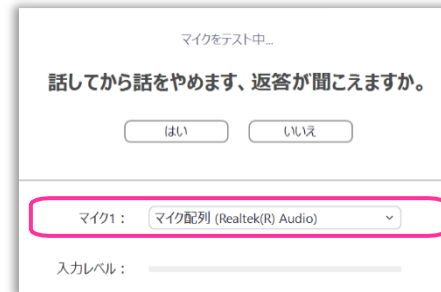 マイクをテスト中...
話してから話をやめます、返答が聞こえますか。
はい いいえ
マイク1： マイク配列 (Realtek(R) Audio)
入力レベル：